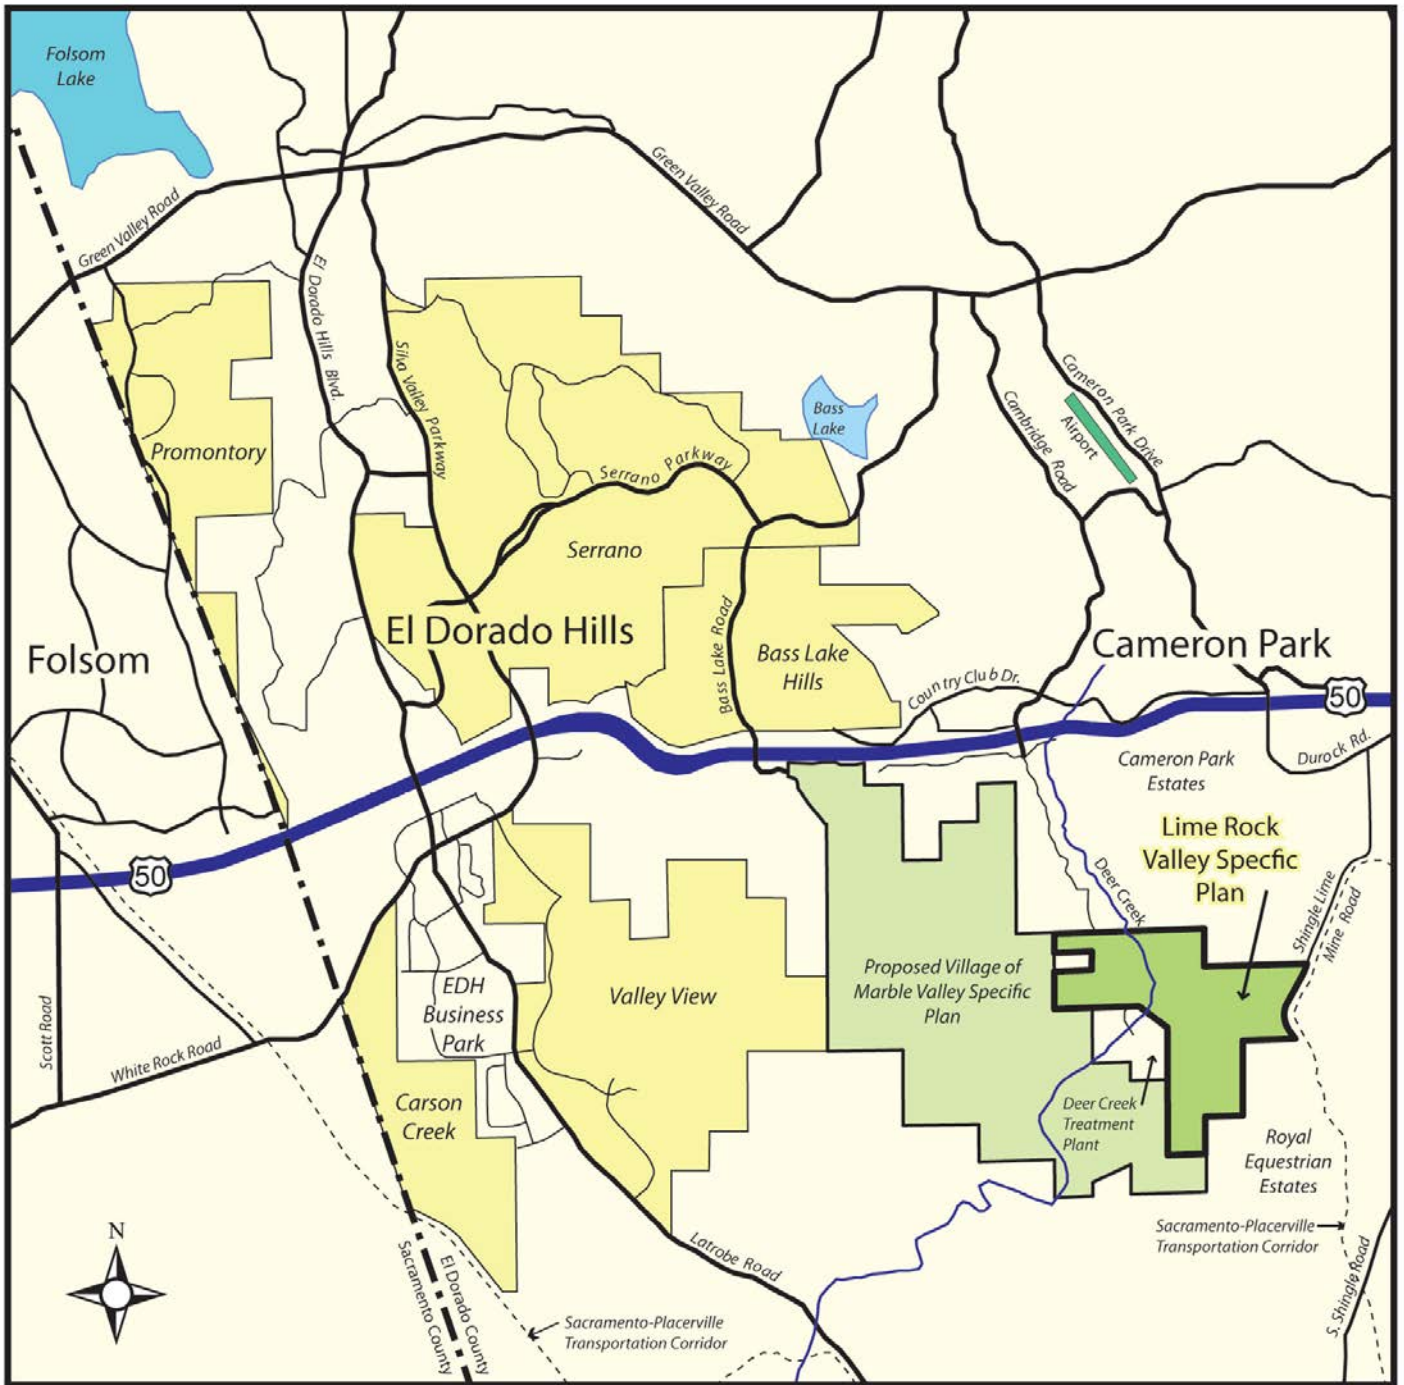 Folsom
Lake
Green Valley Road
Green Valley Road
El Dorado Hills Blvd.
Silva Valley Parkway
Cameron Park Drive
Airport
Cambridge Road
Bass
Lake
Promontory
Serrano Parkway
Serrano
El Dorado Hills
Folsom
Bass Lake Road
Bass Lake
Hills
Cameron Park
Country Club Dr.
50
Durock Rd.
Cameron Park
Estates
Lime Rock
Valley Specfic
Plan
50
Deer Creek
Shingle Lime
Mine Road
Proposed Village of
Marble Valley Specific
Plan
Valley View
EDH
Business
Park
Scott Road
White Rock Road
Carson
Creek
Deer Creek
Treatment
Plant
Royal
Equestrian
Estates
Sacramento-Placerville
Transportation Corridor
N
Latrobe Road
S. Shingle Road
El Dorado County
Sacramento County
Sacramento-Placerville
Transportation Corridor